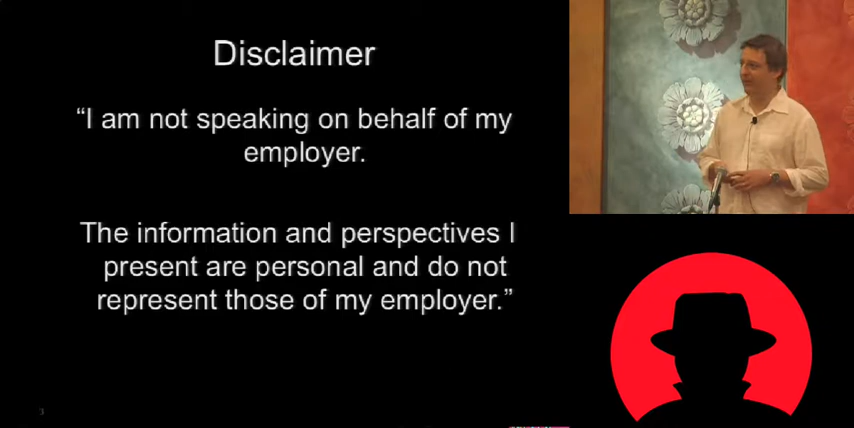 Disclaimer
“I am not speaking on behalf of my
employer.
The information and perspectives I
present are personal and do not
represent those of my employer.”
3